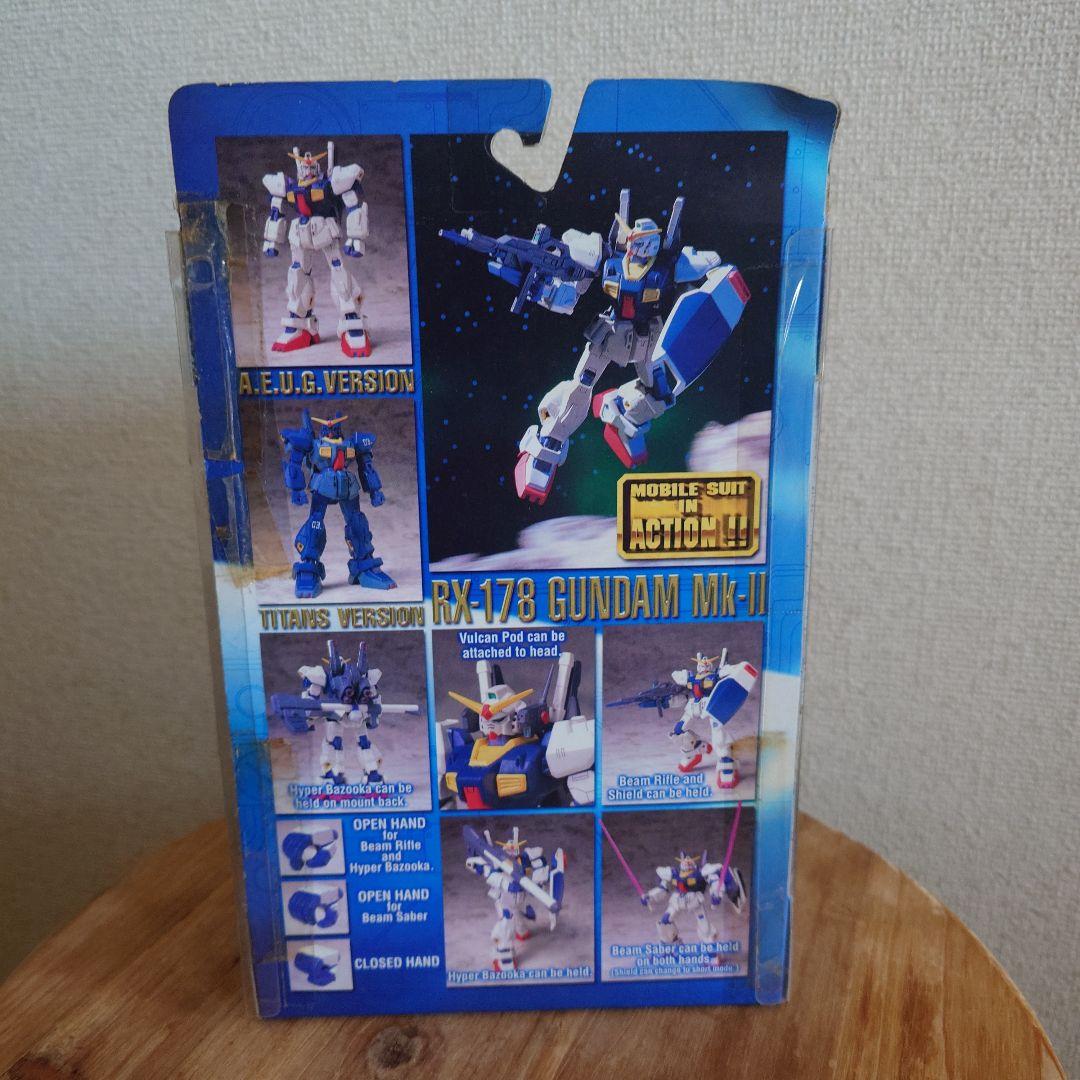 A.E.U.G. VERSION
MOBILE SUIT
IN
ACTION !!
TITANS VERSION
RX-178 GUNDAM Mk-II
Hyper Bazooka can be
held on mount back.
Vulcan Pod can be
attached to head.
Beam Rifle and
Shield can be held.
OPEN HAND
for
Beam Rifle
and
Hyper Bazooka.
OPEN HAND
for
Beam Saber
CLOSED HAND
Hyper Bazooka can be held.
Beam Saber can be held
on both hands
(Shield can change to short mode.)